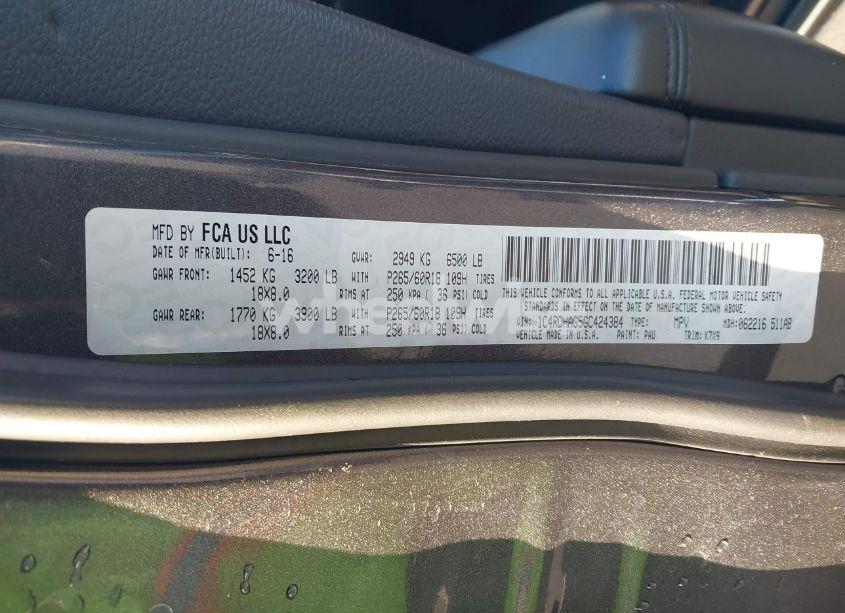 MFD BY FCA US LLC
DATE OF MFR(BUILT): 6-16 GVWR: 2949 KG 6500 LB
GAWR FRONT: 1452 KG 3200 LB WITH P265/60R18 109H TIRES
18X8.0 RIMS AT 250 KPA ( 36 PSI) COLD
GAWR REAR: 1770 KG 3900 LB WITH P265/60R18 109H TIRES
18X8.0 RIMS AT 250 KPA ( 36 PSI) COLD
THIS VEHICLE CONFORMS TO ALL APPLICABLE U.S.A. FEDERAL MOTOR VEHICLE SAFETY
STANDARDS IN EFFECT ON THE DATE OF MANUFACTURE SHOWN ABOVE.
VIN: 1C4RDHAG5GC424384 TYPE: MPV MDH: 062216 511AB
VEHICLE MADE IN U.S.A. PAINT: PAU TRIM: K7X9